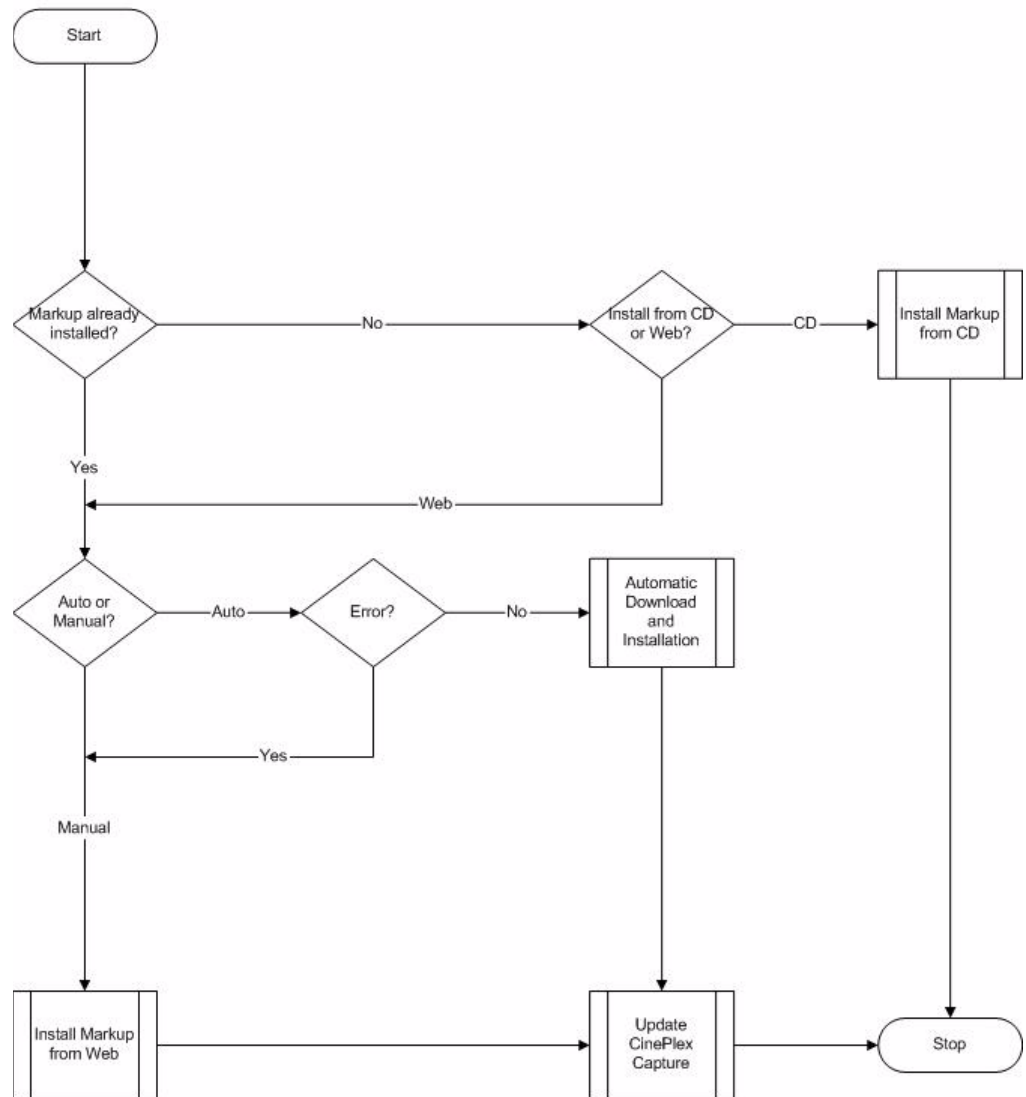 Start
Markup already
installed?
No
Install from CD
or Web?
CD
Install Markup
from CD
Yes
Web
Auto or
Manual?
Auto
Error?
No
Automatic
Download
and
Installation
Yes
Manual
Install Markup
from Web
Update
CinePlex
Capture
Stop